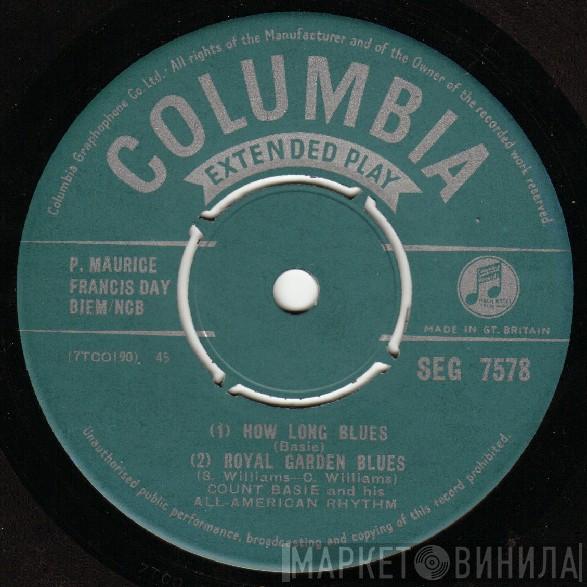 Columbia Graphophone Co. Ltd. All rights of the Manufacturer and of the Owner of the recorded work reserved.
COLUMBIA
EXTENDED PLAY
P. MAURICE
FRANCIS DAY
BIEM/NCB
MADE IN GT. BRITAIN
(7TCO190). 45
SEG 7578
(1) HOW LONG BLUES
(Basie)
(2) ROYAL GARDEN BLUES
(S. Williams—C. Williams)
COUNT BASIE and his
ALL-AMERICAN RHYTHM
Unauthorised public performance, broadcasting and copying of this record prohibited.
МАРКЕТ ВИНИЛА